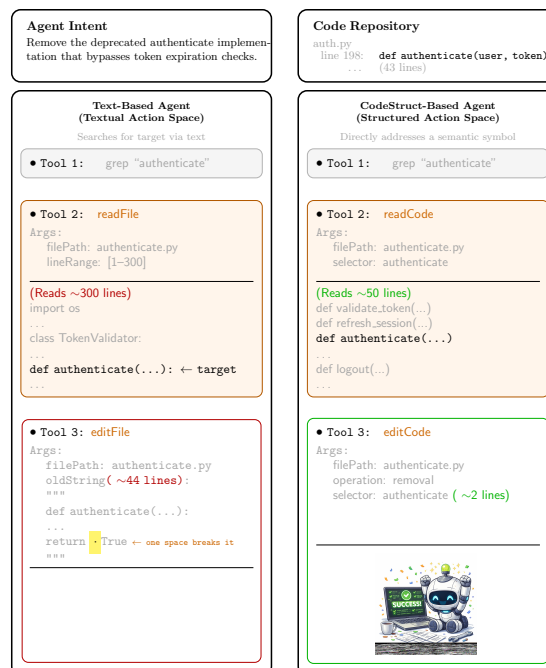 Agent Intent
Remove the deprecated authenticate implemen-
tation that bypasses token expiration checks.
Code Repository
auth.py
line 198: def authenticate(user, token)
... (43 lines)
Text-Based Agent
(Textual Action Space)
Searches for target via text
• Tool 1: grep “authenticate”
• Tool 2: readFile
Args:
filePath: authenticate.py
lineRange: [1–300]
(Reads ∼300 lines)
import os
...
class TokenValidator:
...
def authenticate(...): ← target
...
• Tool 3: editFile
Args:
filePath: authenticate.py
oldString( ∼44 lines):
"""
def authenticate(...):
...
return ·True ← one space breaks it
"""
CodeStruct-Based Agent
(Structured Action Space)
Directly addresses a semantic symbol
• Tool 1: grep “authenticate”
• Tool 2: readCode
Args:
filePath: authenticate.py
selector: authenticate
(Reads ∼50 lines)
def validate_token(...)
def refresh_session(...)
def authenticate(...)
...
def logout(...)
...
• Tool 3: editCode
Args:
filePath: authenticate.py
operation: removal
selector: authenticate ( ∼2 lines)
SUCCESS!